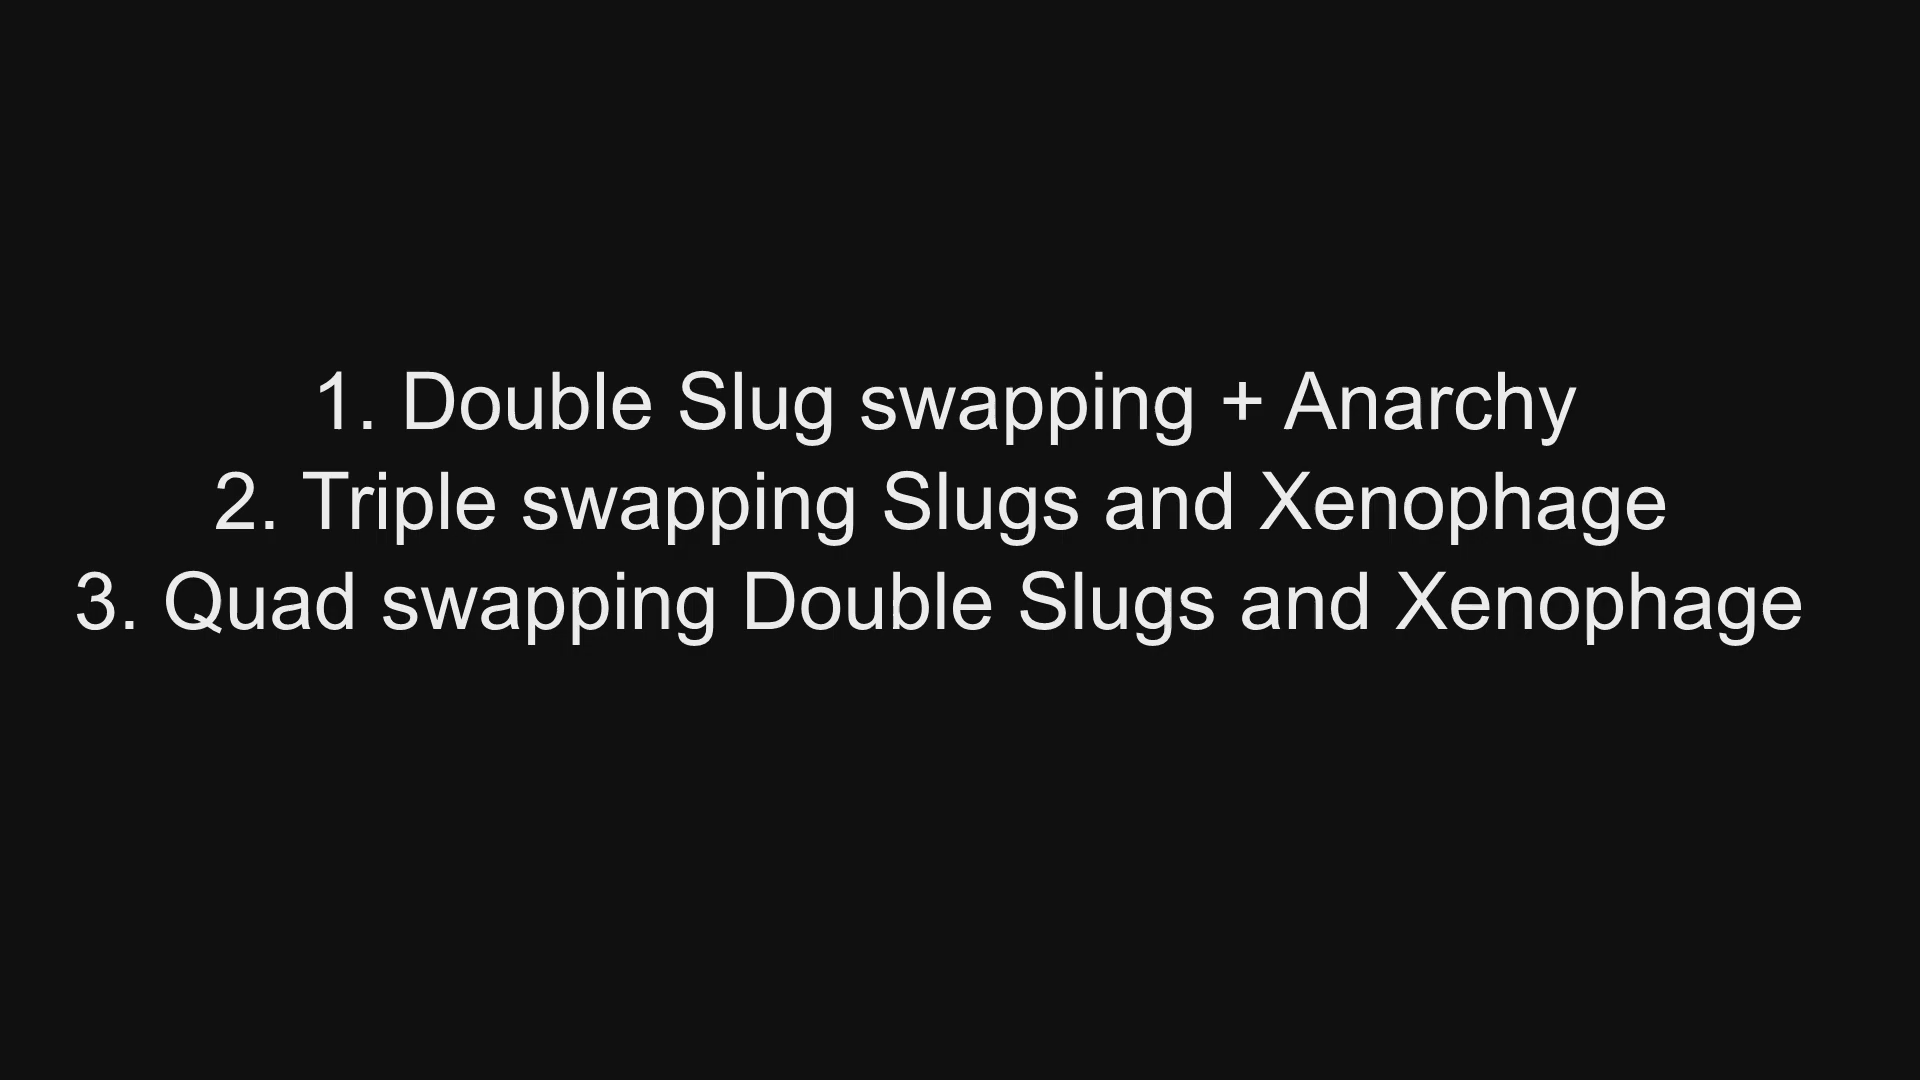 1. Double Slug swapping + Anarchy
2. Triple swapping Slugs and Xenophage
3. Quad swapping Double Slugs and Xenophage